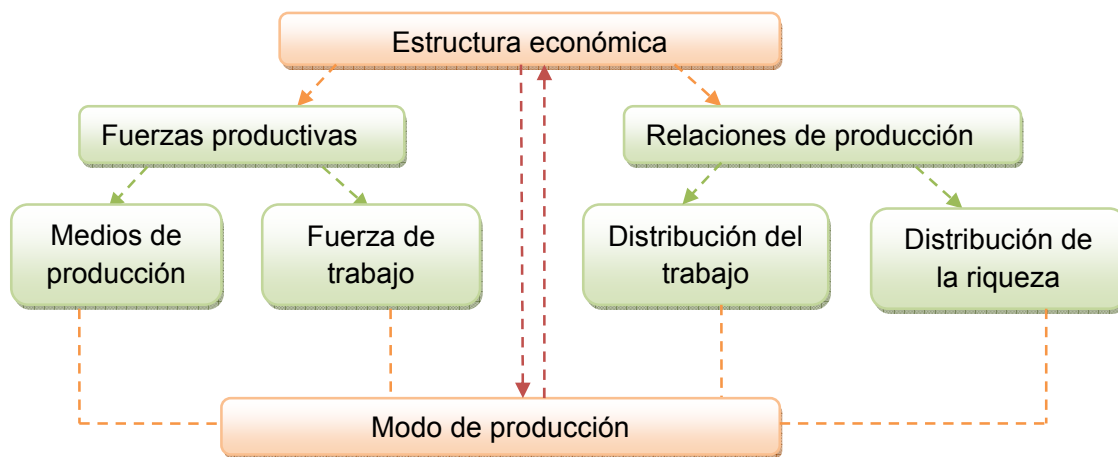 Estructura económica
Fuerzas productivas
Relaciones de producción
Medios de
producción
Fuerza de
trabajo
Distribución del
trabajo
Distribución de
la riqueza
Modo de producción